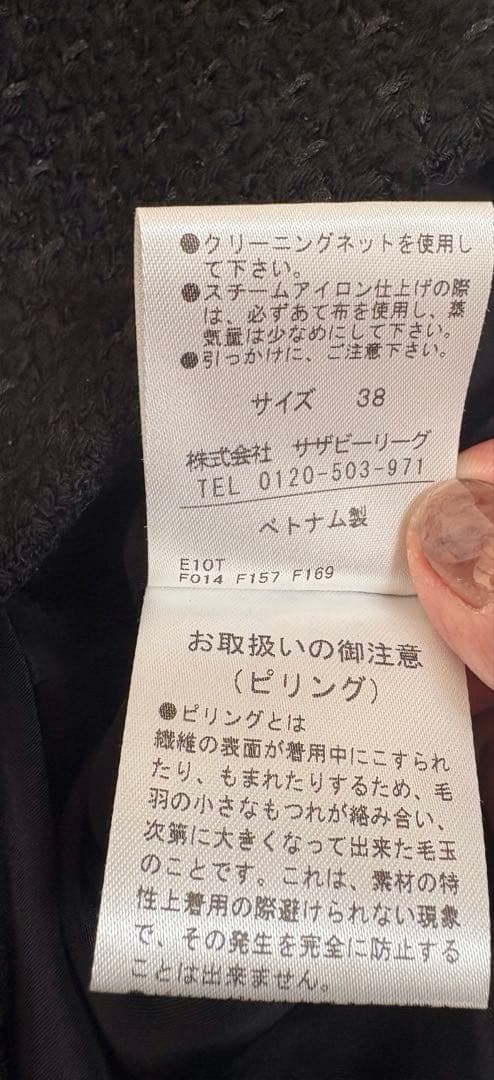 ●クリーニングネットを使用し
て下さい。
●スチームアイロン仕上げの際
は、必ずあて布を使用し、蒸
気量は少なめにして下さい。
●引っかけに、ご注意下さい。
サイズ 38
株式会社 サザビーリーグ
TEL 0120-503-971
ベトナム製
E10T
F014 F157 F169
お取扱いの御注意
(ピリング)
●ピリングとは
繊維の表面が着用中にこすられ
たり、もまれたりするため、毛
羽の小さなもつれが絡み合い、
次第に大きくなって出来た毛玉
のことです。これは、素材の特
性上着用の際避けられない現象
で、その発生を完全に防止する
ことは出来ません。